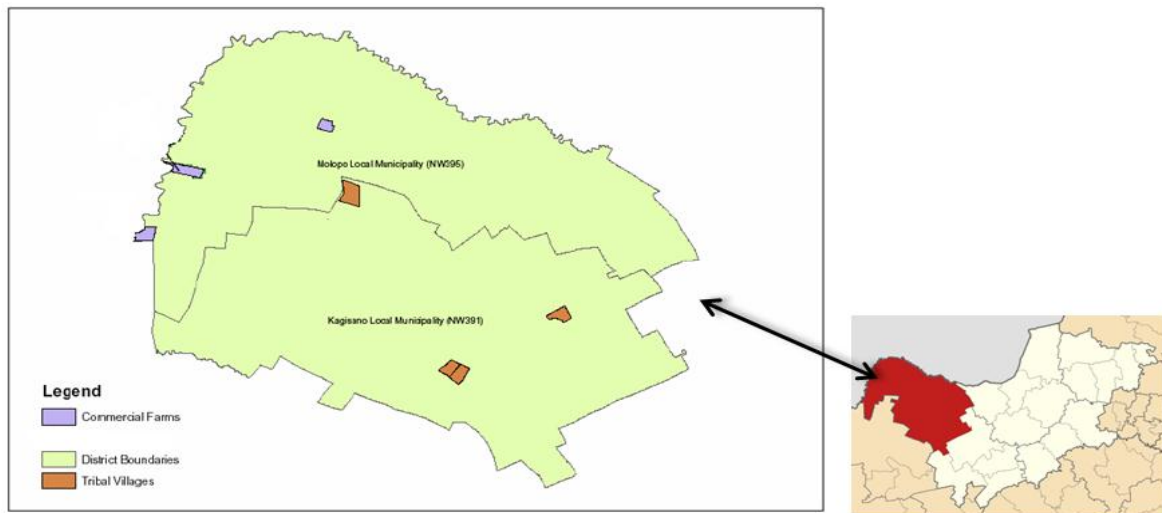 Molopo Local Municipality (NW395)
Kagisano Local Municipality (NW391)
Legend
Commercial Farms
District Boundaries
Tribal Villages